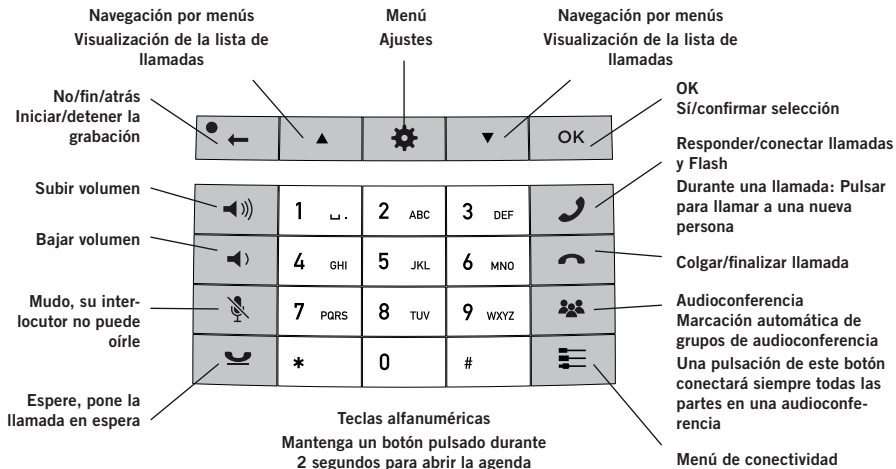 Navegación por menús
Visualización de la lista de
llamadas
Menú
Ajustes
Navegación por menús
Visualización de la lista de
llamadas
No/fin/atrás
Iniciar/detener la
grabación
OK
Sí/confirmar selección
OK
Responder/conectar llamadas
y Flash
Durante una llamada: Pulsar
para llamar a una nueva
persona
Subir volumen
1 ⎵ .
2 ABC
3 DEF
Bajar volumen
4 GHI
5 JKL
6 MNO
Colgar/finalizar llamada
Mudo, su inter-
locutor no puede
oírle
7 PQRS
8 TUV
9 WXYZ
Audioconferencia
Marcación automática de
grupos de audioconferencia
Una pulsación de este botón
conectará siempre todas las
partes en una audioconfe-
rencia
Espere, pone la
llamada en espera
*
0
#
Menú de conectividad
Teclas alfanuméricas
Mantenga un botón pulsado durante
2 segundos para abrir la agenda